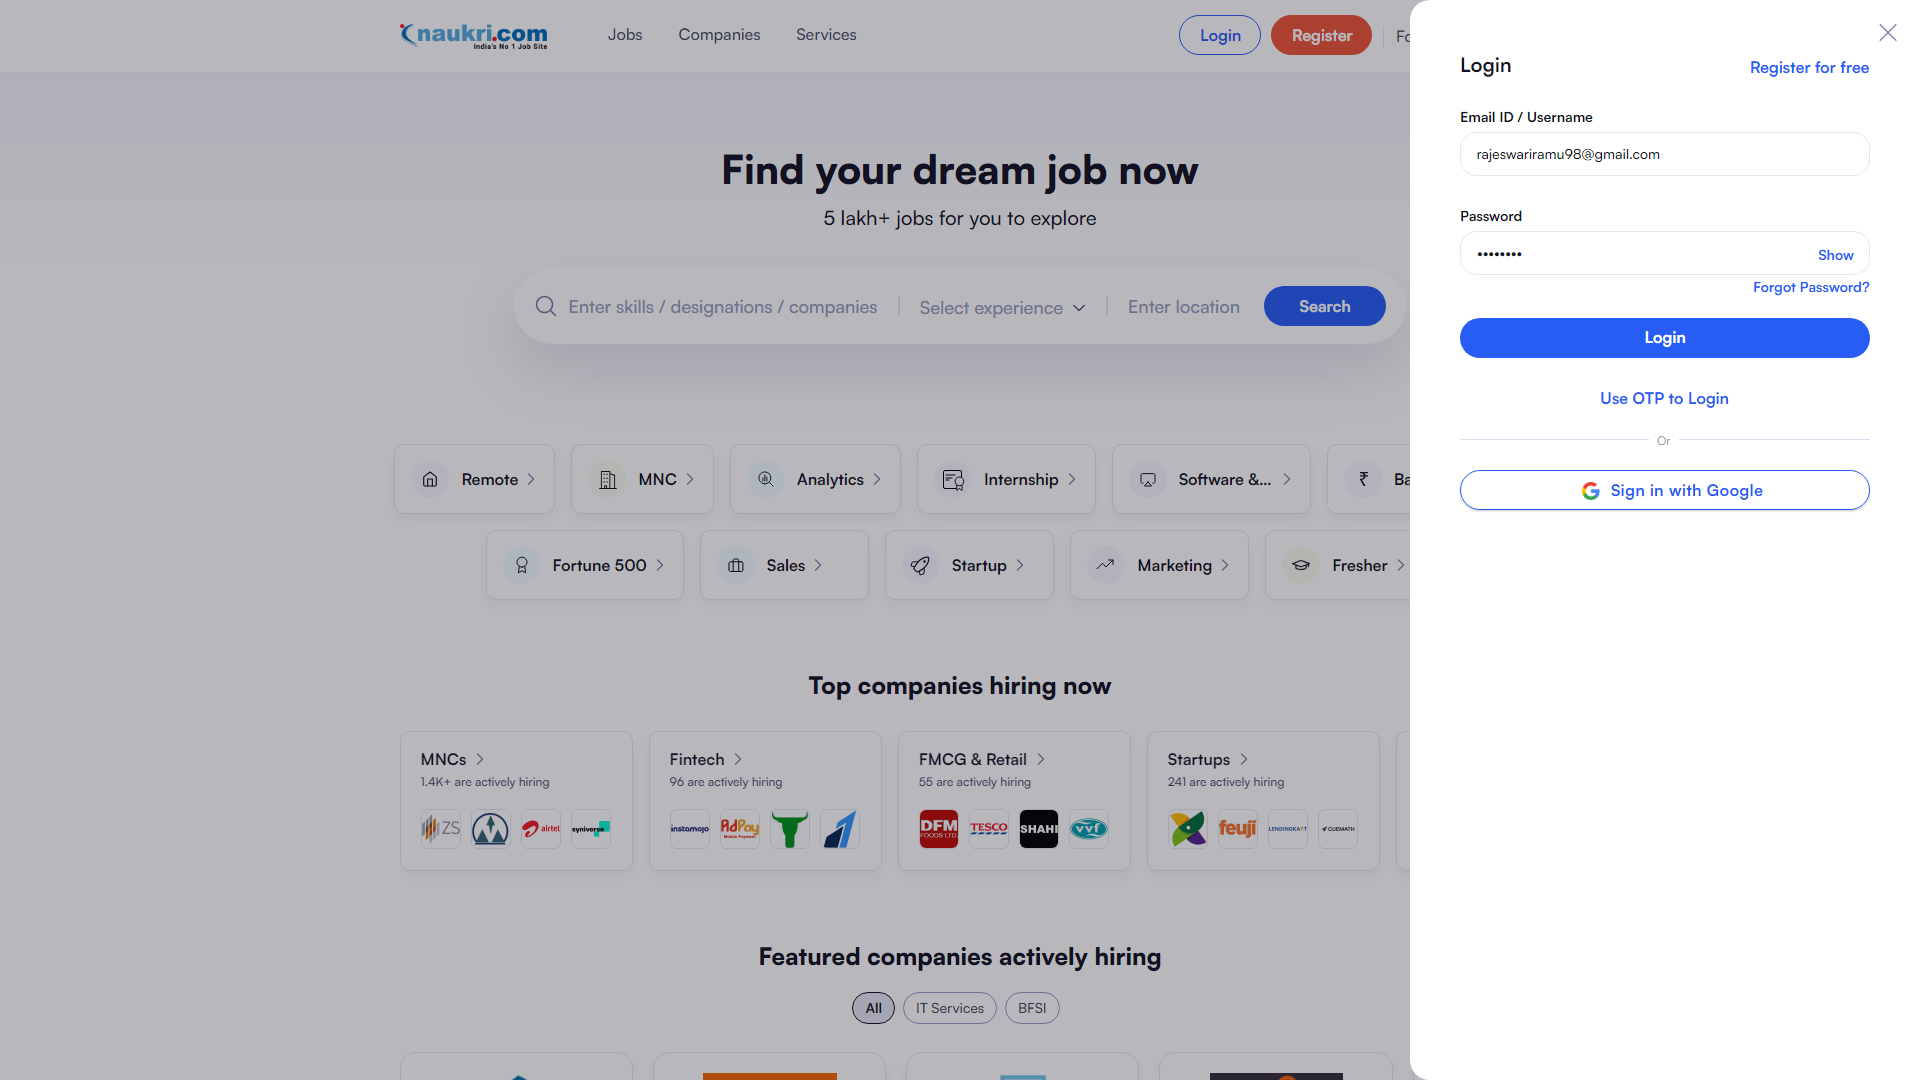 naukri.com
India's No 1 Job Site
Jobs
Companies
Services
Login
Register
Fo
Find your dream job now
5 lakh+ jobs for you to explore
Enter skills / designations / companies
Select experience
Enter location
Search
Remote
MNC
Analytics
Internship
Software &...
Ba
Fortune 500
Sales
Startup
Marketing
Fresher
Top companies hiring now
MNCs
1.4K+ are actively hiring
ZS
airtel
syniverse
Fintech
96 are actively hiring
instamojo
AdPay
Mobile Payment
FMCG & Retail
55 are actively hiring
DFM
FOODS LTD.
TESCO
SHAHI
vvf
Startups
241 are actively hiring
feuji
LENDINGKART
CUEMATH
Featured companies actively hiring
All
IT Services
BFSI
Login
Register for free
Email ID / Username
rajeswariramu98@gmail.com
Password
••••••••
Show
Forgot Password?
Login
Use OTP to Login
Or
Sign in with Google